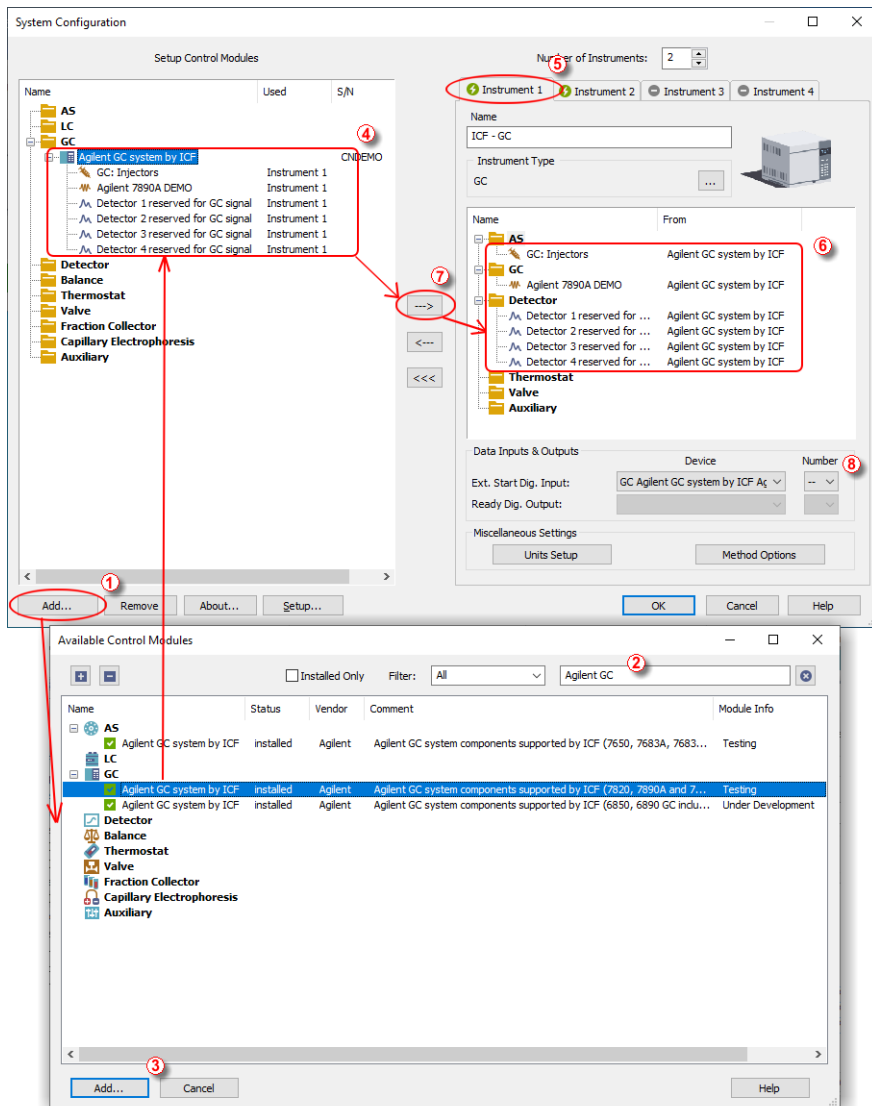 System Configuration
Setup Control Modules
Number of Instruments: 2
5
Name Used S/N
AS
LC
GC
4
Agilent GC system by ICF CNDEMO
GC: Injectors Instrument 1
Agilent 7890A DEMO Instrument 1
Detector 1 reserved for GC signal Instrument 1
Detector 2 reserved for GC signal Instrument 1
Detector 3 reserved for GC signal Instrument 1
Detector 4 reserved for GC signal Instrument 1
Detector
Balance
Thermostat
Valve
Fraction Collector
Capillary Electrophoresis
Auxiliary
7
--->
<---
<<<
Instrument 1 Instrument 2 Instrument 3 Instrument 4
Name
ICF - GC
Instrument Type
GC ...
Name From
AS
6
GC: Injectors Agilent GC system by ICF
GC
Agilent 7890A DEMO Agilent GC system by ICF
Detector
Detector 1 reserved for ... Agilent GC system by ICF
Detector 2 reserved for ... Agilent GC system by ICF
Detector 3 reserved for ... Agilent GC system by ICF
Detector 4 reserved for ... Agilent GC system by ICF
Thermostat
Valve
Auxiliary
Data Inputs & Outputs
Device Number
8
Ext. Start Dig. Input: GC Agilent GC system by ICF Ag --
Ready Dig. Output:
Miscellaneous Settings
Units Setup Method Options
1
Add... Remove About... Setup... OK Cancel Help
Available Control Modules
2
Installed Only Filter: All Agilent GC
Name Status Vendor Comment Module Info
AS
Agilent GC system by ICF installed Agilent Agilent GC system components supported by ICF (7650, 7683A, 7683... Testing
LC
GC
Agilent GC system by ICF installed Agilent Agilent GC system components supported by ICF (7820, 7890A and 7... Testing
Agilent GC system by ICF installed Agilent Agilent GC system components supported by ICF (6850, 6890 GC inclu... Under Development
Detector
Balance
Thermostat
Valve
Fraction Collector
Capillary Electrophoresis
Auxiliary
3
Add... Cancel Help